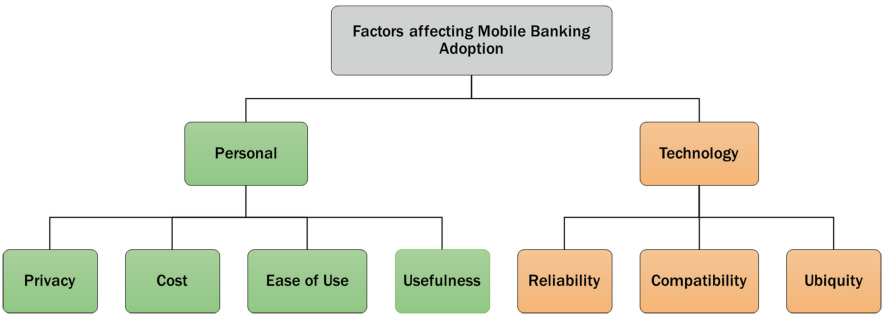 Factors affecting Mobile Banking
Adoption
Personal
Technology
Privacy
Cost
Ease of Use
Usefulness
Reliability
Compatibility
Ubiquity